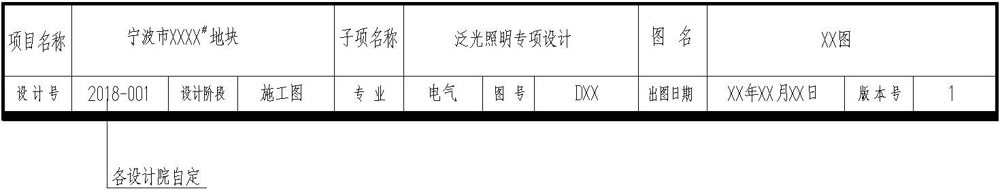 项目名称 宁波市XXXX#地块 子项名称 泛光照明专项设计 图 名 XX图
设 计 号 2018-001 设计阶段 施工图 专 业 电气 图 号 DXX 出图日期 XX年XX月XX日 版 本 号 1
各设计院自定